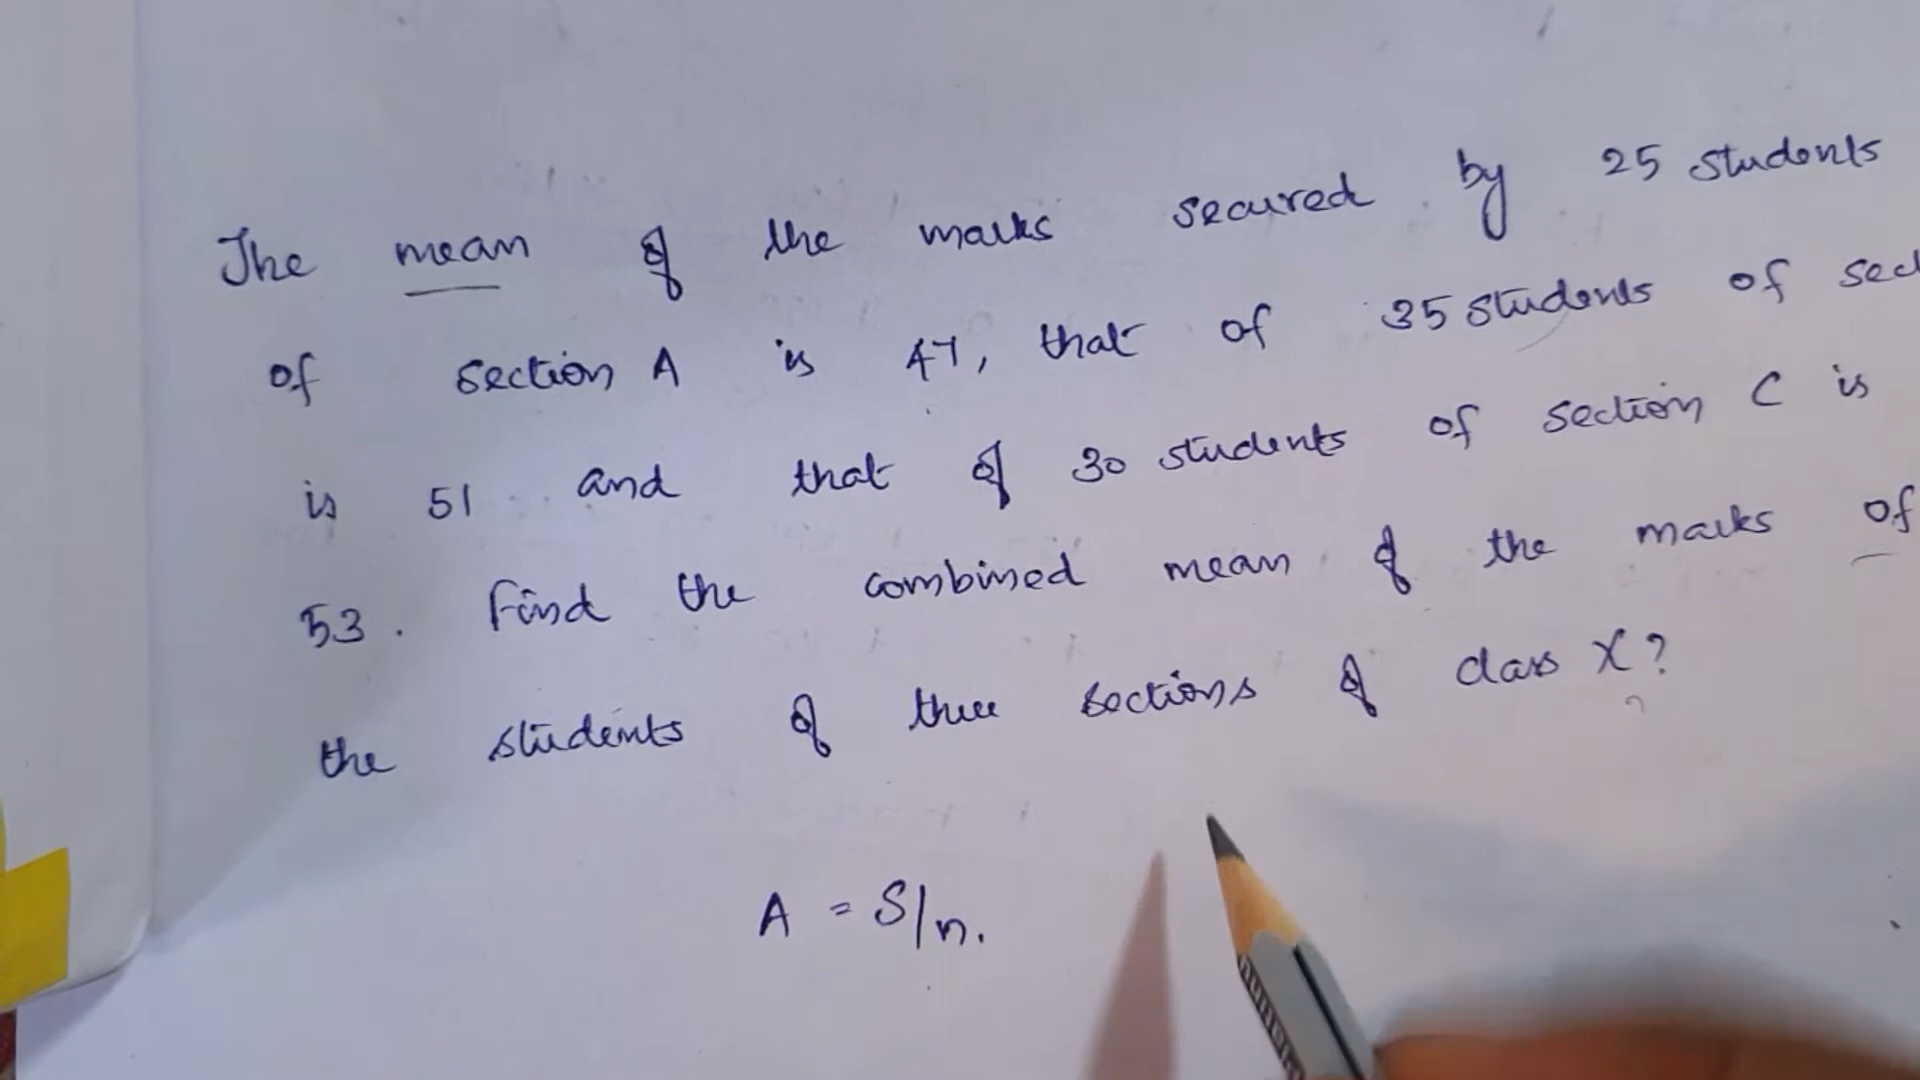 The mean of the marks secured by 25 students
of section A is 47, that of 35 students of sec
is 51 and that of 30 students of section C is
53. Find the combined mean of the marks of
the students of three sections of class X?
A = S/n.